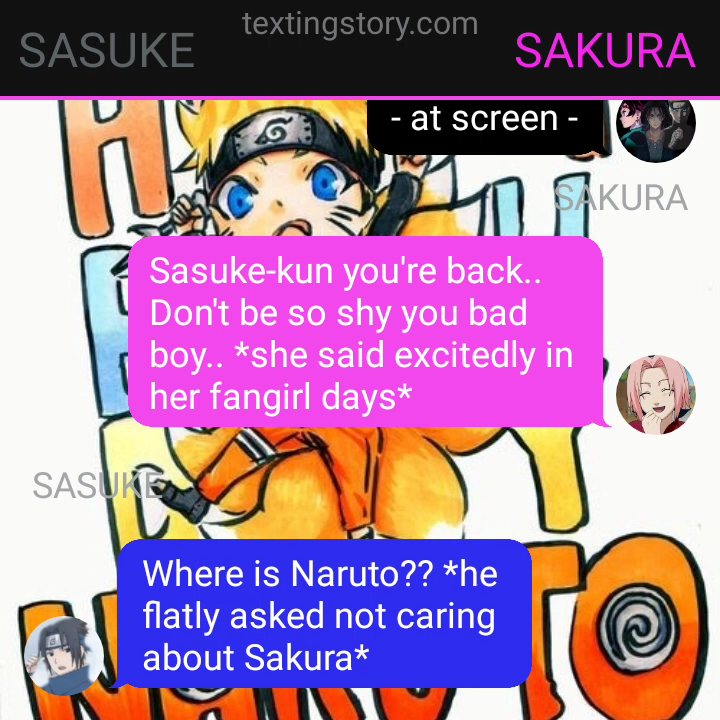 textingstory.com
SASUKE
SAKURA
- at screen -
SAKURA
Sasuke-kun you're back..
Don't be so shy you bad
boy.. *she said excitedly in
her fangirl days*
SASUKE
Where is Naruto?? *he
flatly asked not caring
about Sakura*